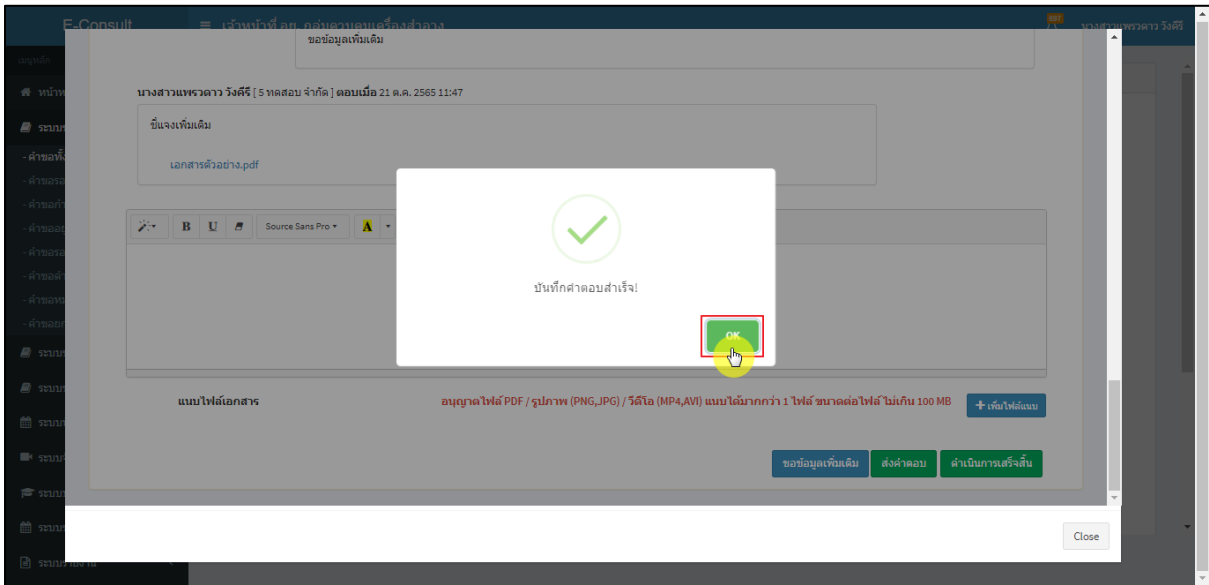 E-Consult
เจ้าหน้าที่ อย. กลุ่มควบคุมเครื่องสำอาง
นางสาวแพรวดาว วังคีรี
เมนูหลัก
ขอข้อมูลเพิ่มเติม
นางสาวแพรวดาว วังคีรี [ 5 ทดสอบ จำกัด ] ตอบเมื่อ 21 ต.ค. 2565 11:47
ชี้แจงเพิ่มเติม
เอกสารตัวอย่าง.pdf
- คำขอทั้ง
B U Source Sans Pro A
บันทึกคำตอบสำเร็จ!
OK
แนบไฟล์เอกสาร
อนุญาตไฟล์ PDF / รูปภาพ (PNG,JPG) / วีดีโอ (MP4,AVI) แนบได้มากกว่า 1 ไฟล์ ขนาดต่อไฟล์ ไม่เกิน 100 MB
+ เพิ่มไฟล์แนบ
ขอข้อมูลเพิ่มเติม
ส่งคำตอบ
ดำเนินการเสร็จสิ้น
Close